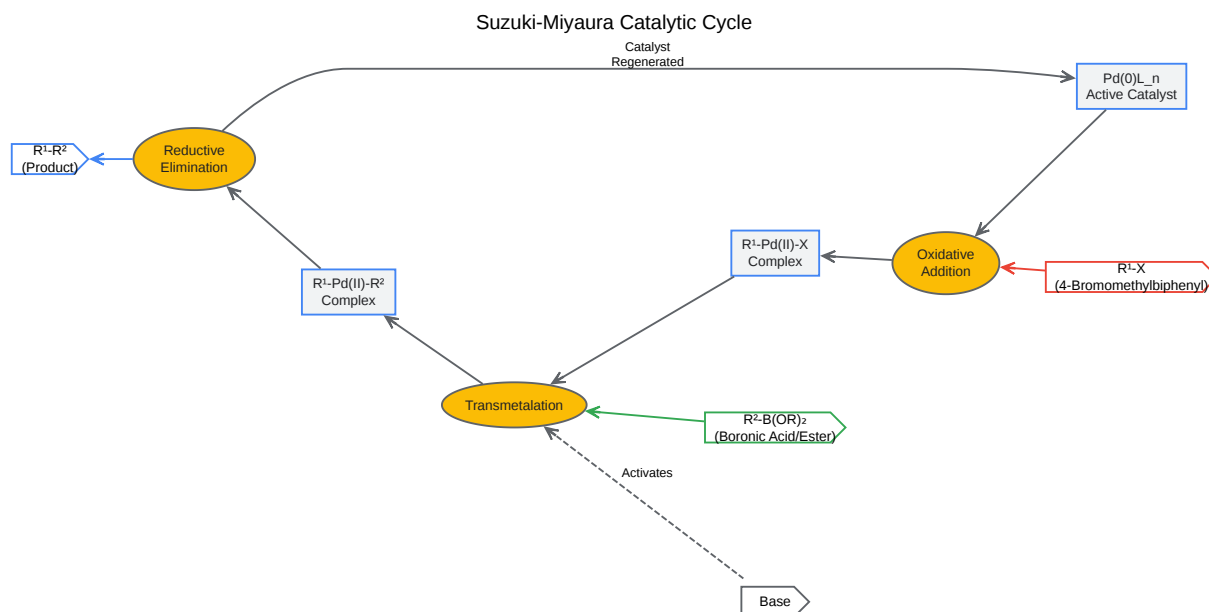 Suzuki-Miyaura Catalytic Cycle
Catalyst
Regenerated
Pd(0)L_n
Active Catalyst
R¹-R²
(Product)
Reductive
Elimination
R¹-Pd(II)-X
Complex
Oxidative
Addition
R¹-X
(4-Bromomethylbiphenyl)
R¹-Pd(II)-R²
Complex
Transmetalation
R²-B(OR)₂
(Boronic Acid/Ester)
Activates
Base